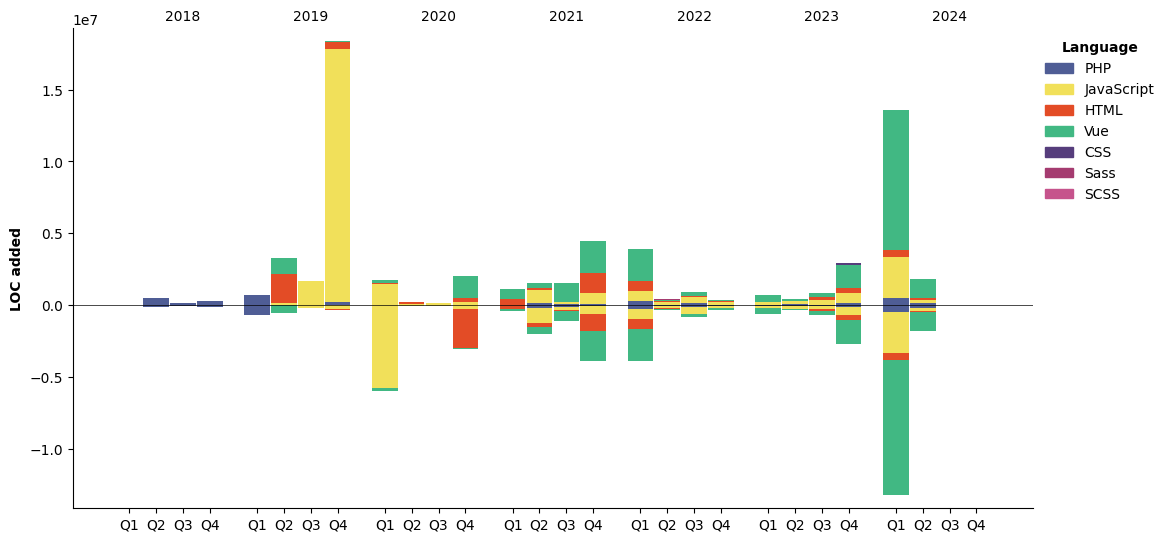 1e7
2018 2019 2020 2021 2022 2023 2024
Language
PHP
JavaScript
HTML
Vue
CSS
Sass
SCSS
LOC added
1.5
1.0
0.5
0.0
−0.5
−1.0
Q1 Q2 Q3 Q4 Q1 Q2 Q3 Q4 Q1 Q2 Q3 Q4 Q1 Q2 Q3 Q4 Q1 Q2 Q3 Q4 Q1 Q2 Q3 Q4 Q1 Q2 Q3 Q4